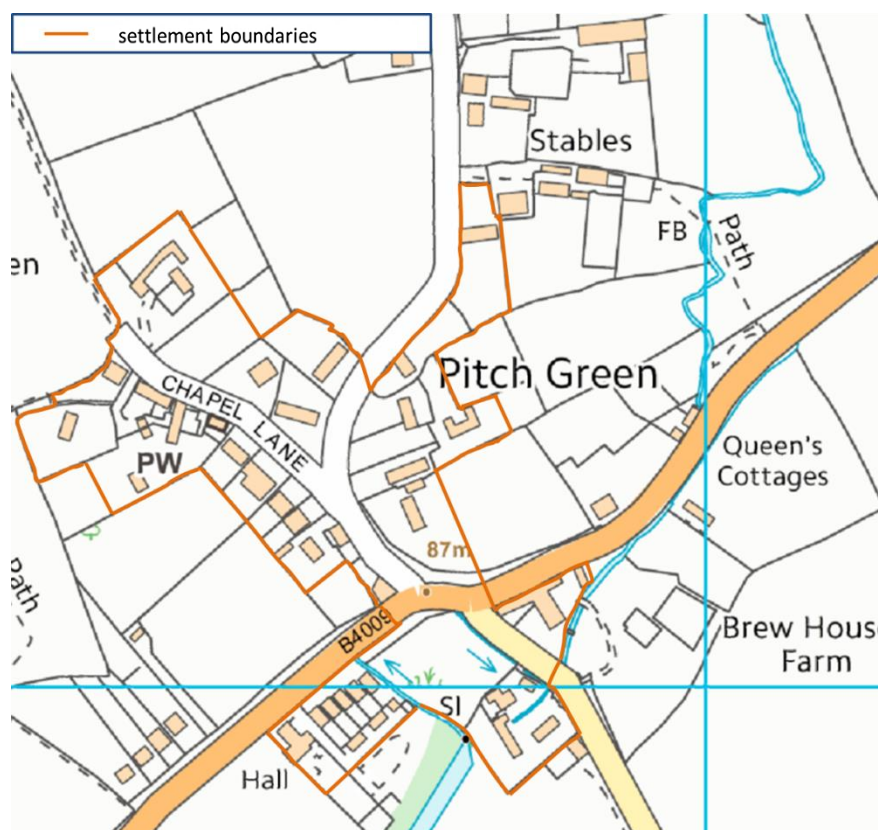 settlement boundaries
Stables
en
FB
Path
Pitch Green
CHAPEL LANE
PW
Queen's
Cottages
87m
Path
B4009
Brew Hous
Farm
SI
Hall